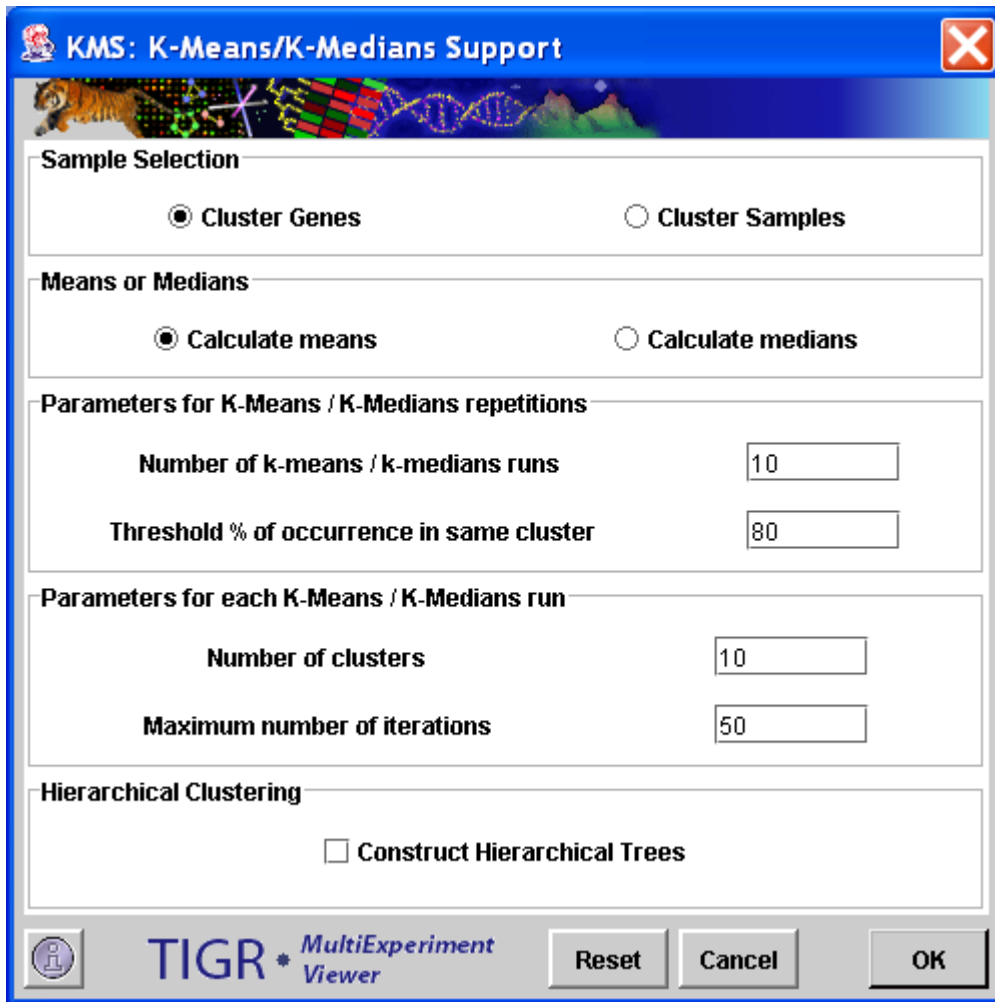 KMS: K-Means/K-Medians Support
Sample Selection
Cluster Genes Cluster Samples
Means or Medians
Calculate means Calculate medians
Parameters for K-Means / K-Medians repetitions
Number of k-means / k-medians runs 10
Threshold % of occurrence in same cluster 80
Parameters for each K-Means / K-Medians run
Number of clusters 10
Maximum number of iterations 50
Hierarchical Clustering
Construct Hierarchical Trees
TIGR • MultiExperiment
Viewer
Reset Cancel OK